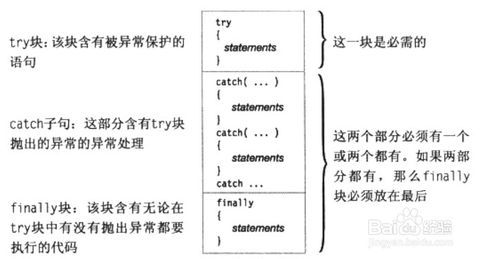 try块:该块含有被异常保护的
语句
try
{
statements
}
这一块是必需的
catch子句:这部分含有try块
抛出的异常的异常处理
catch( ... )
{
statements
}
catch( ... )
{
statements
}
catch ...
这两个部分必须有一个
或两个都有。如果两部
分都有，那么finally
块必须放在最后
finally块:该块含有无论在
try块中有没有抛出异常都要
执行的代码
finally
{
statements
}
Baidu经验
jingyan.baidu.com